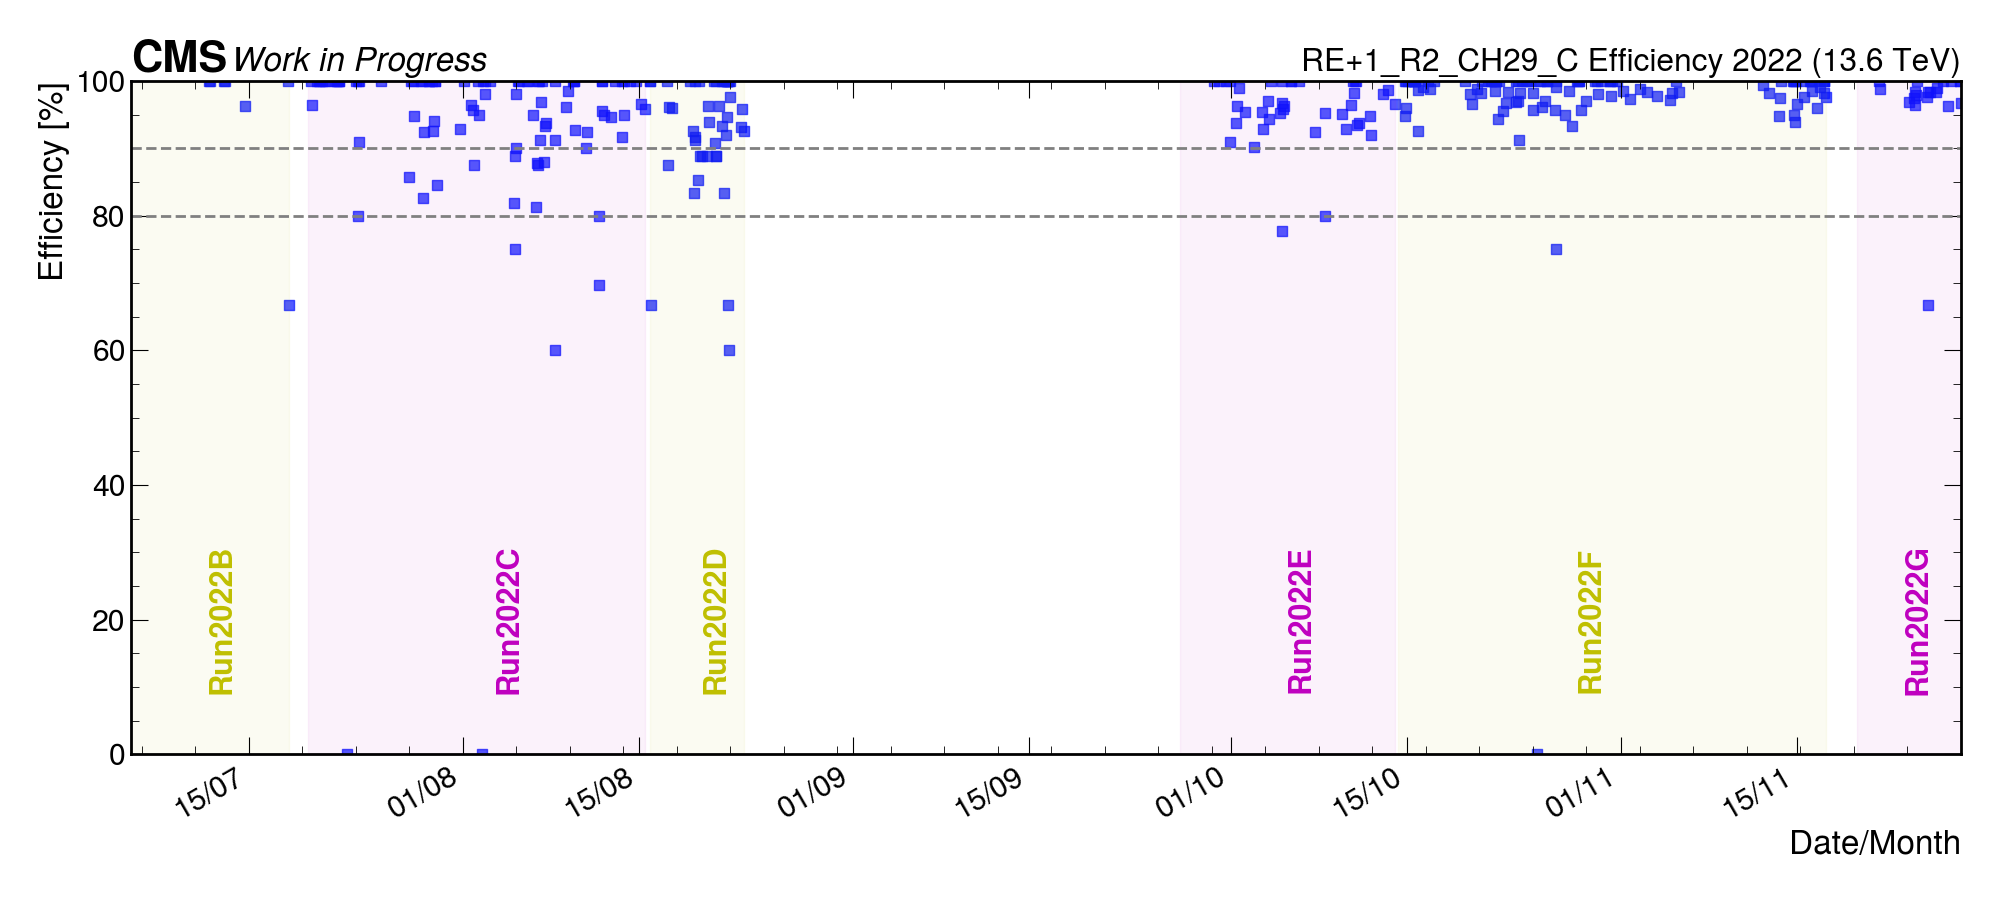 CMS Work in Progress
RE+1_R2_CH29_C Efficiency 2022 (13.6 TeV)
Efficiency [%]
100
80
60
40
20
0
Run2022B
Run2022C
Run2022D
Run2022E
Run2022F
Run2022G
15/07
01/08
15/08
01/09
15/09
01/10
15/10
01/11
15/11
Date/Month